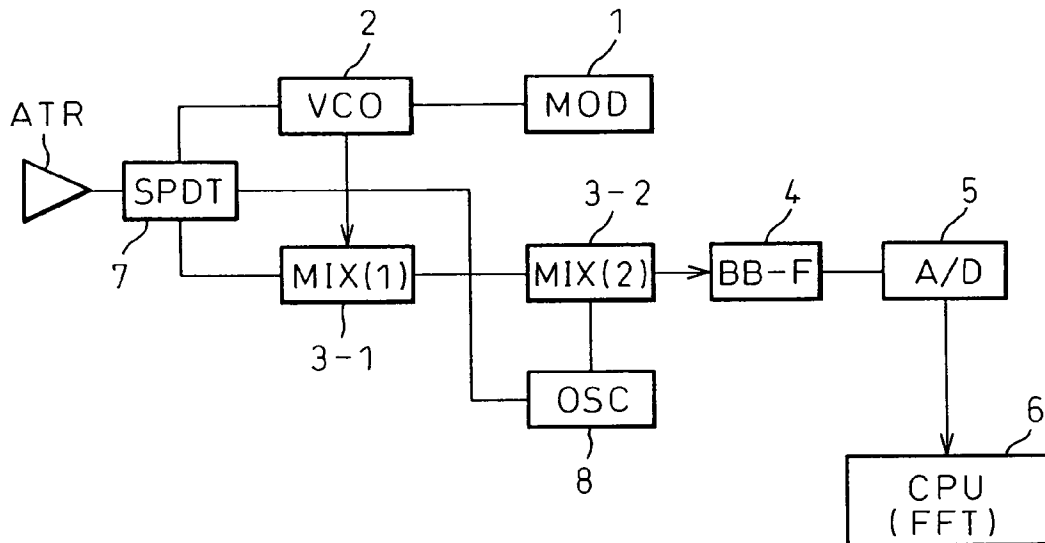 2
1
VCO
MOD
ATR
SPDT
7
3-2
4
5
MIX(1)
MIX(2)
BB-F
A/D
3-1
OSC
8
6
CPU
(FFT)